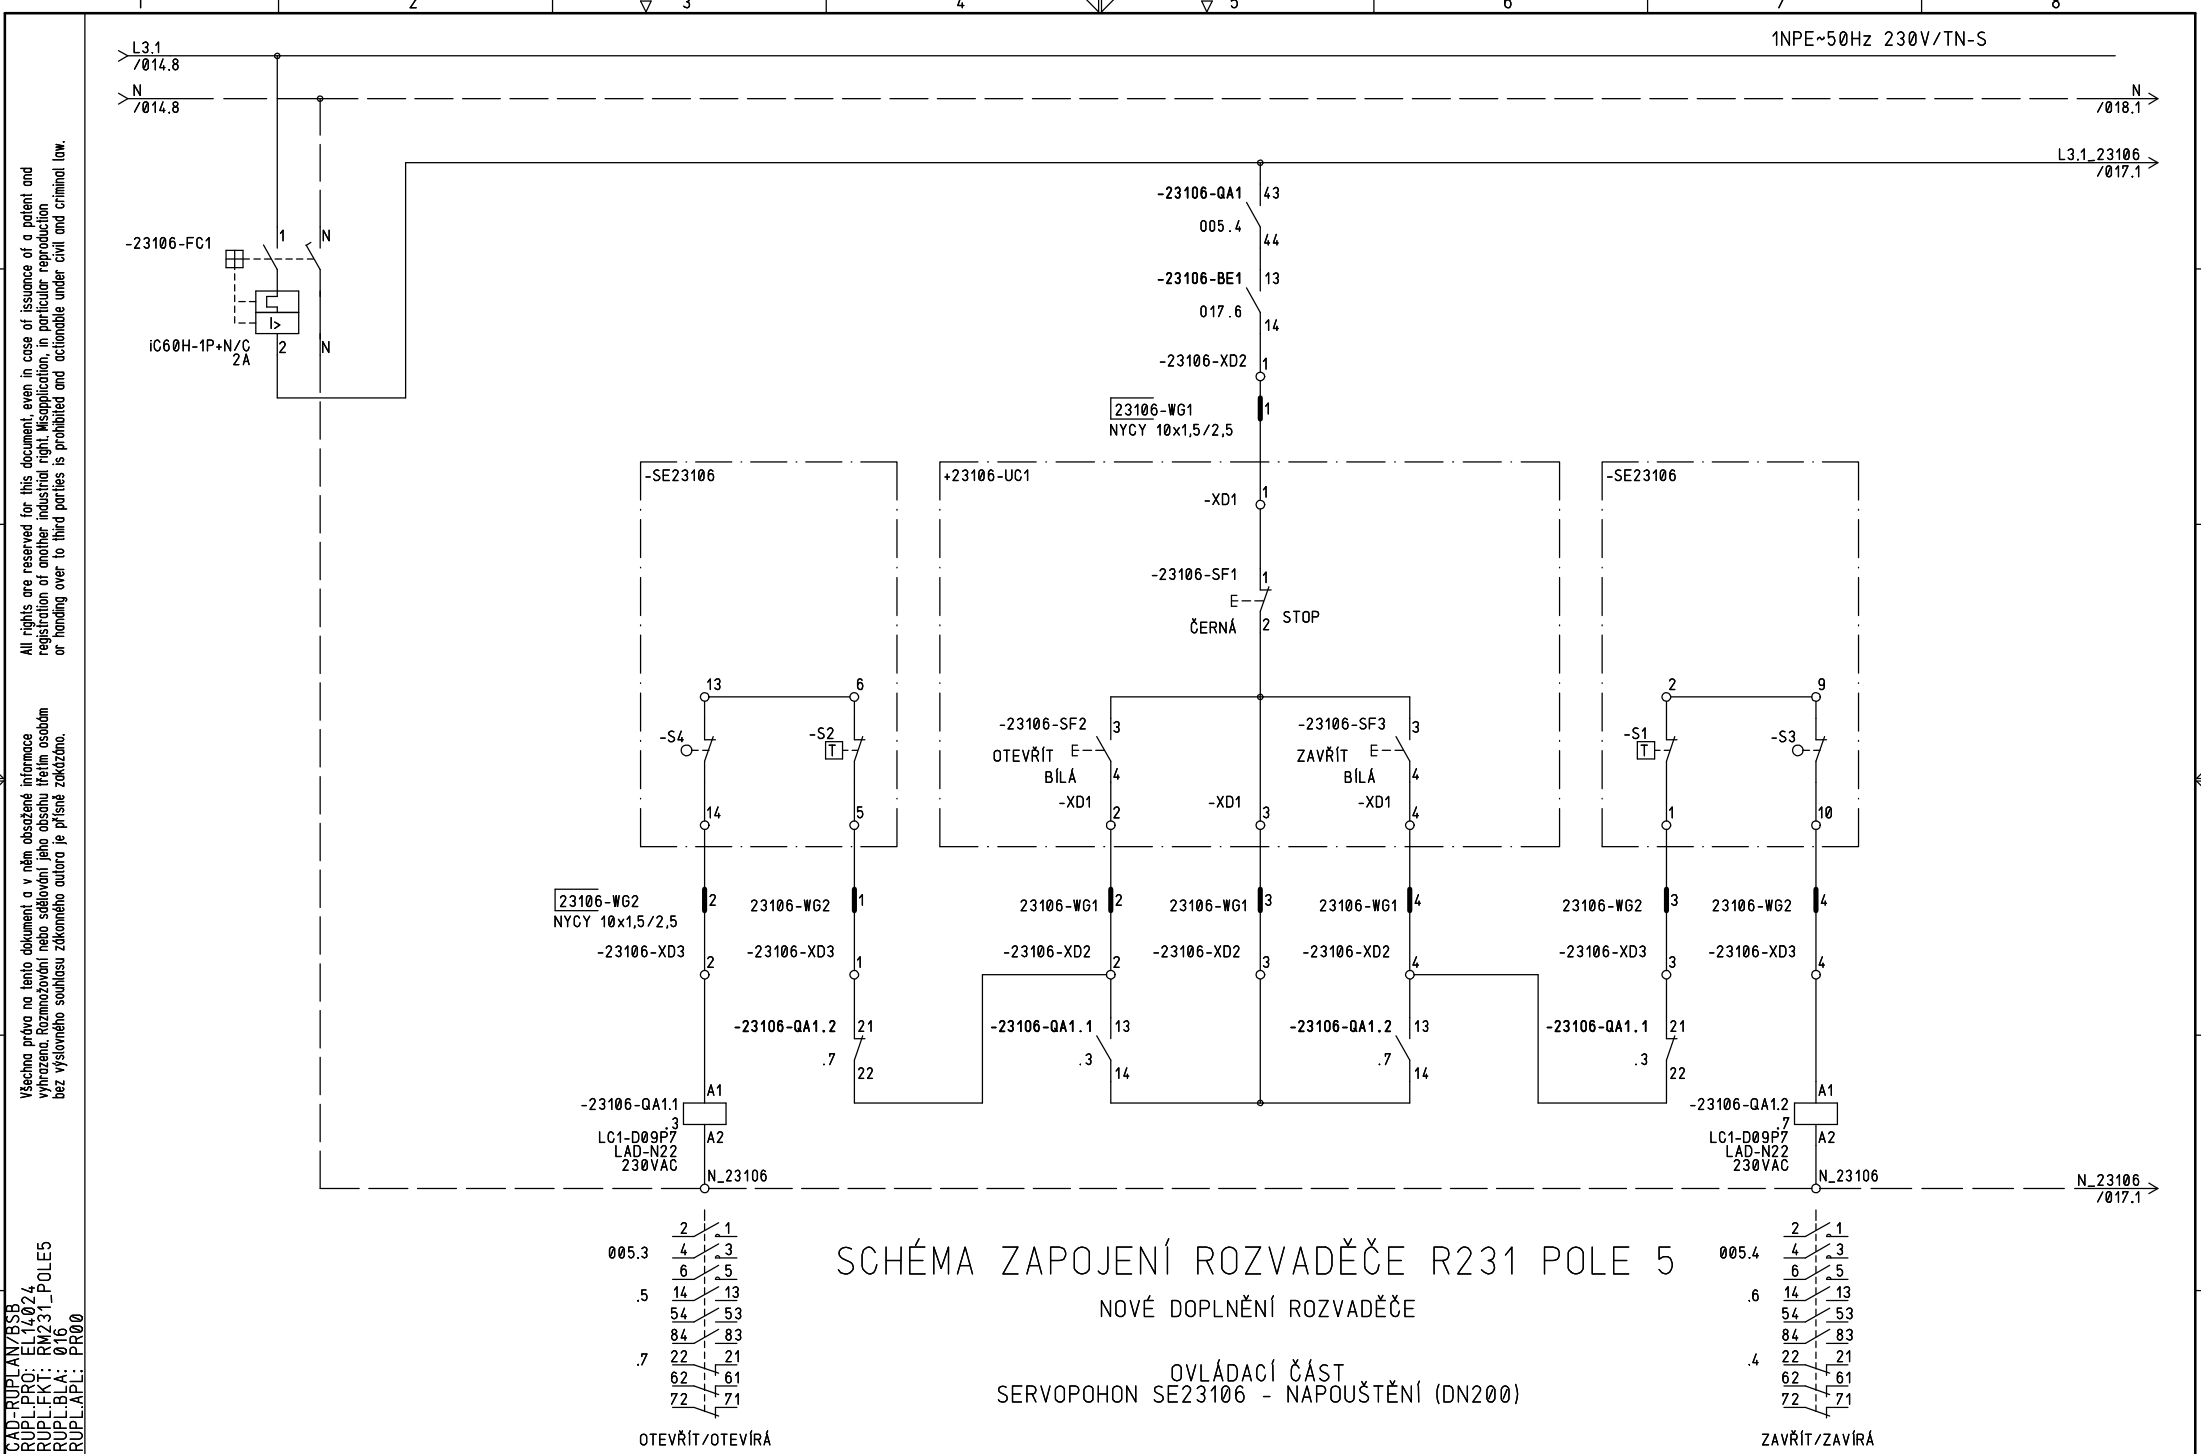 1 2 3 4 5 6 7 8
1NPE~50Hz 230V/TN-S
L3.1
/014.8
N
/014.8
N
/018.1
L3.1_23106
/017.1
-23106-FC1
1 N
I>
iC60H-1P+N/C
2A
2 N
-23106-QA1 43
005.4
44
-23106-BE1 13
017.6
14
-23106-XD2 1
23106-WG1 1
NYCY 10x1,5/2,5
-SE23106
+23106-UC1
-SE23106
-XD1 1
-23106-SF1 1
E
ČERNÁ 2 STOP
13 6
2 9
-S4 -S2 T
-23106-SF2 3
OTEVŘÍT E
BÍLÁ 4
-23106-SF3 3
ZAVŘÍT E
BÍLÁ 4
-S1 T -S3
14 5
-XD1 2
-XD1 3
-XD1 4
1 10
23106-WG2 2
NYCY 10x1,5/2,5
23106-WG2 1
23106-WG1 2
23106-WG1 3
23106-WG1 4
23106-WG2 3
23106-WG2 4
-23106-XD3 2
-23106-XD3 1
-23106-XD2 2
-23106-XD2 3
-23106-XD2 4
-23106-XD3 3
-23106-XD3 4
-23106-QA1.2 21
.7
22
-23106-QA1.1 13
.3
14
-23106-QA1.2 13
.7
14
-23106-QA1.1 21
.3
22
A1
-23106-QA1.1
.3
LC1-D09P7 A2
LAD-N22
230VAC
N_23106
A1
-23106-QA1.2
.7
LC1-D09P7 A2
LAD-N22
230VAC
N_23106
N_23106
/017.1
2 1
005.3 4 3
6 5
.5 14 13
54 53
84 83
.7 22 21
62 61
72 71
OTEVŘÍT/OTEVÍRÁ
SCHÉMA ZAPOJENÍ ROZVADĚČE R231 POLE 5
NOVÉ DOPLNĚNÍ ROZVADĚČE
OVLÁDACÍ ČÁST
SERVOPOHON SE23106 - NAPOUŠTĚNÍ (DN200)
2 1
005.4 4 3
6 5
.6 14 13
54 53
84 83
.4 22 21
62 61
72 71
ZAVŘÍT/ZAVÍRÁ
All rights are reserved for this document, even in case of issuance of a patent and
registration of another industrial right. Misapplication, in particular reproduction
or handing over to third parties is prohibited and actionable under civil and criminal law.
Všechna práva na tento dokument a v něm obsažené informace
vyhrazena. Rozmnožování nebo sdělování jeho obsahu třetím osobám
bez výslovného souhlasu zákonného autora je přísně zakázáno.
CAD-RUPLAN/BSB
RUPL.PRO: EL14024
RUPL.FKT: RM231_POLE5
RUPL.BLA: 016
RUPL.APL: PR00